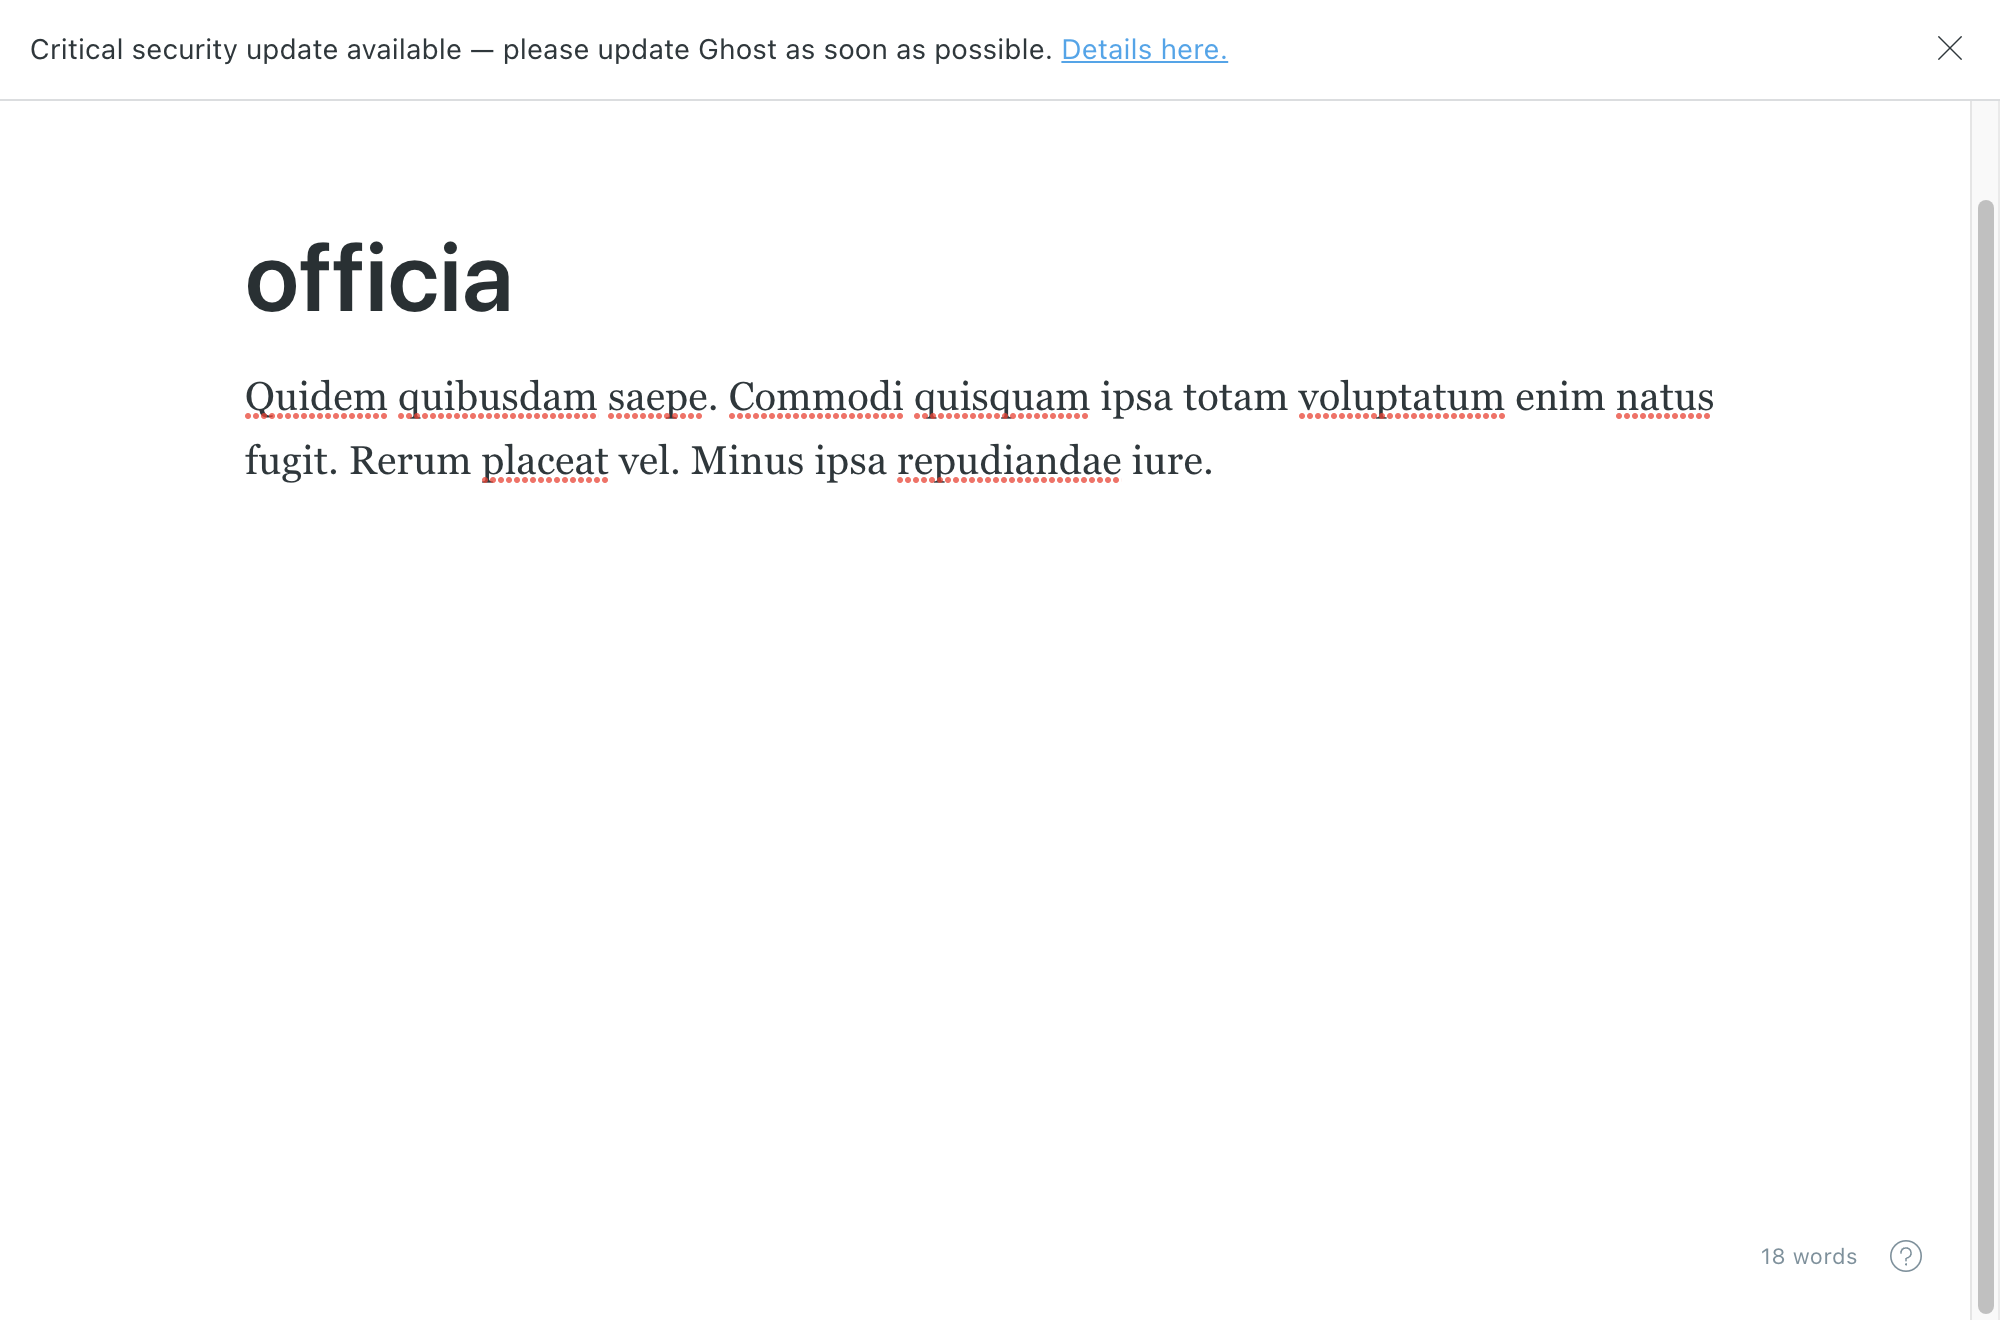 Critical security update available — please update Ghost as soon as possible. Details here.
officia
Quidem quibusdam saepe. Commodi quisquam ipsa totam voluptatum enim natus
fugit. Rerum placeat vel. Minus ipsa repudiandae iure.
18 words
?